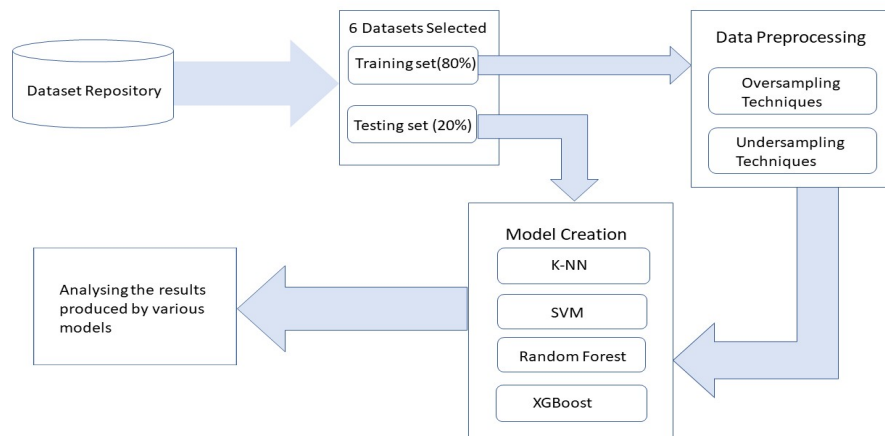 Dataset Repository
6 Datasets Selected
Training set(80%)
Testing set (20%)
Data Preprocessing
Oversampling
Techniques
Undersampling
Techniques
Model Creation
K-NN
SVM
Random Forest
XGBoost
Analysing the results
produced by various
models